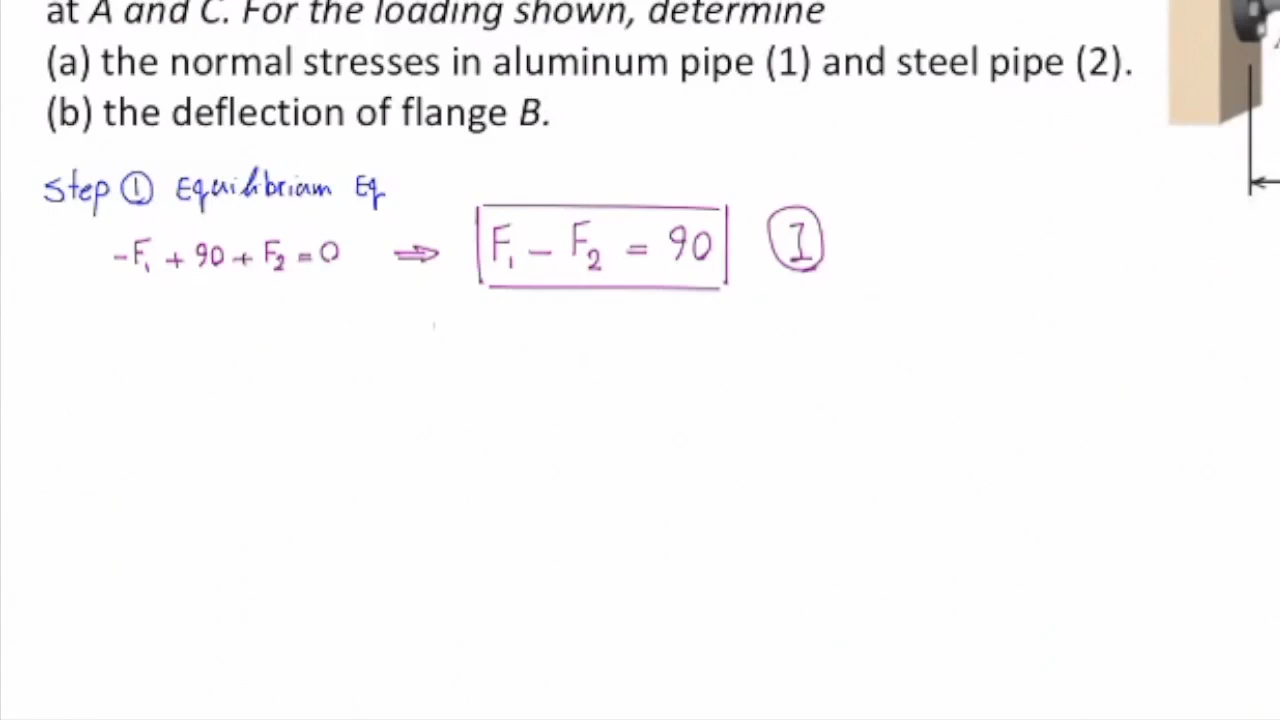 at A and C. For the loading shown, determine
(a) the normal stresses in aluminum pipe (1) and steel pipe (2).
(b) the deflection of flange B.
Step ① Equilibrium Eq
-F₁ + 90 + F₂ = 0 ⇒ F₁ - F₂ = 90 Ⓘ